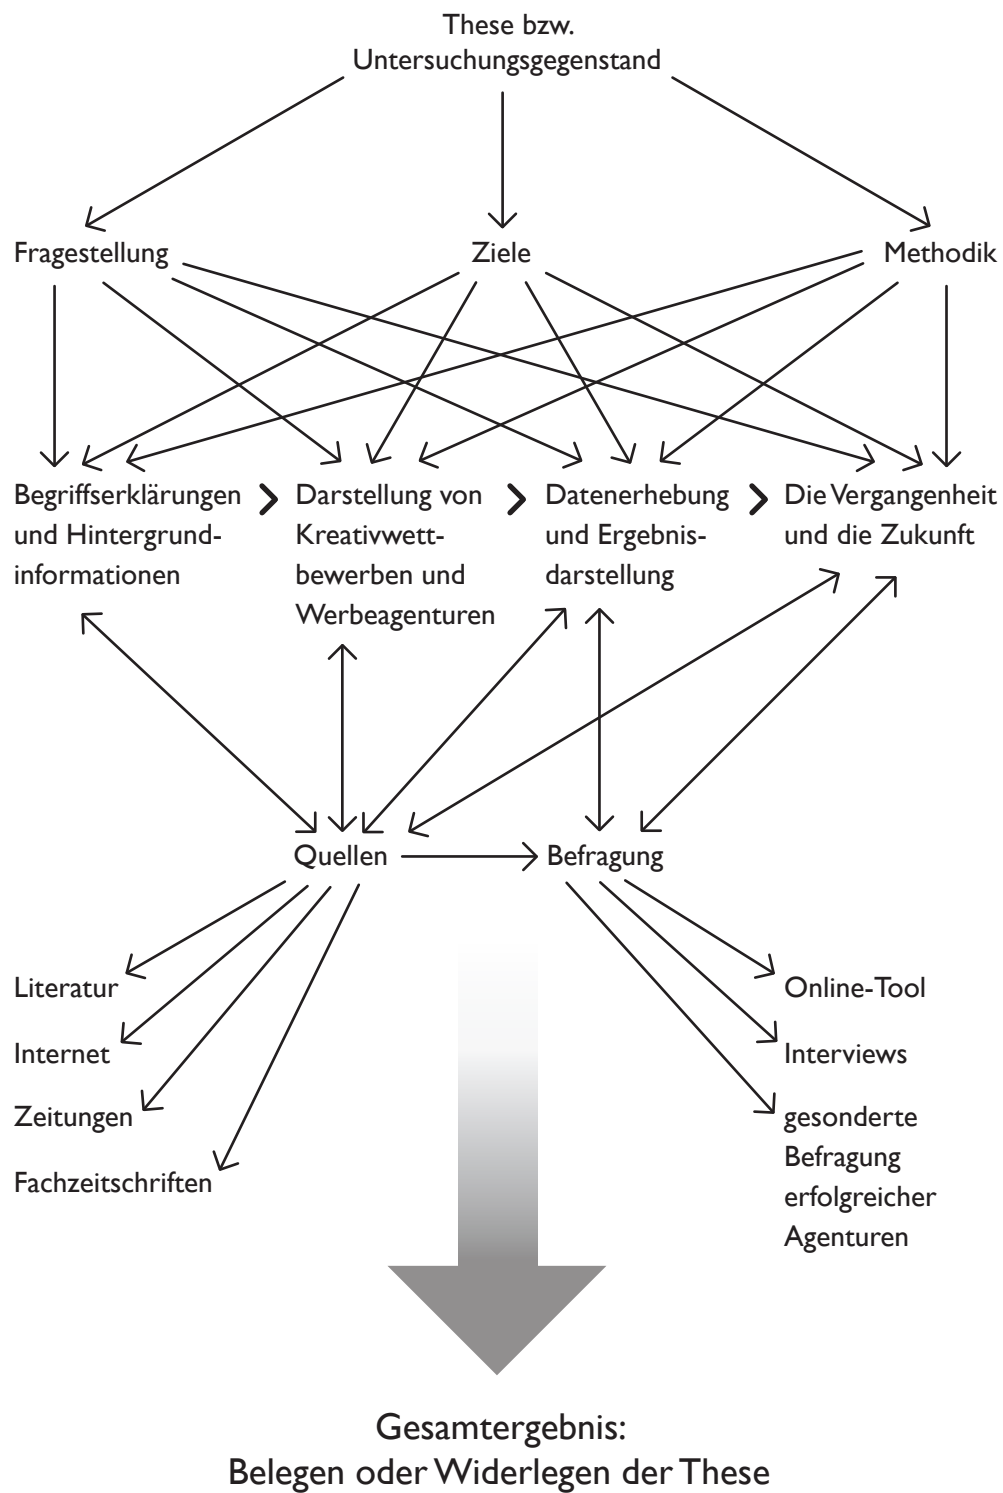 These bzw.
Untersuchungsgegenstand
Fragestellung
Ziele
Methodik
Begriffserklärungen
und Hintergrund-
informationen
Darstellung von
Kreativwett-
bewerben und
Werbeagenturen
Datenerhebung
und Ergebnis-
darstellung
Die Vergangenheit
und die Zukunft
Quellen
Befragung
Literatur
Internet
Zeitungen
Fachzeitschriften
Online-Tool
Interviews
gesonderte
Befragung
erfolgreicher
Agenturen
Gesamtergebnis:
Belegen oder Widerlegen der These